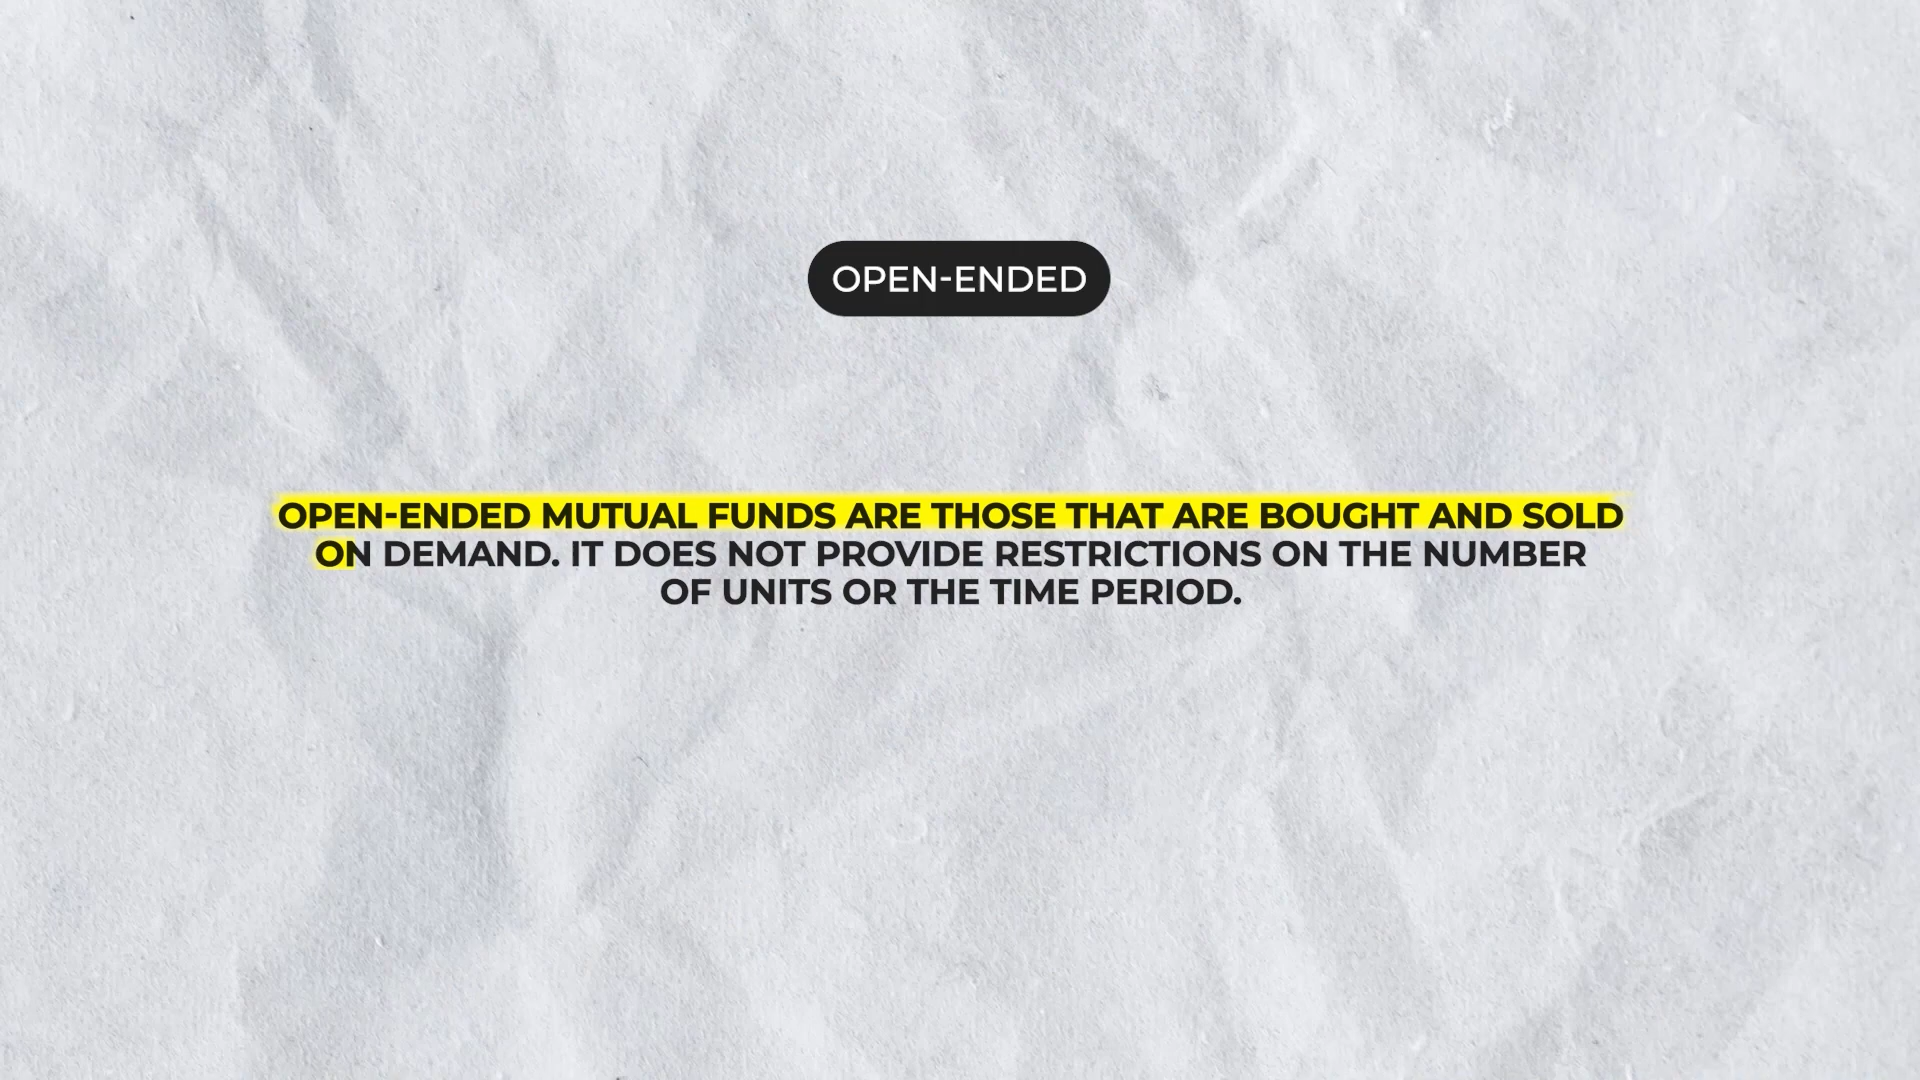 OPEN-ENDED
OPEN-ENDED MUTUAL FUNDS ARE THOSE THAT ARE BOUGHT AND SOLD
ON DEMAND. IT DOES NOT PROVIDE RESTRICTIONS ON THE NUMBER
OF UNITS OR THE TIME PERIOD.